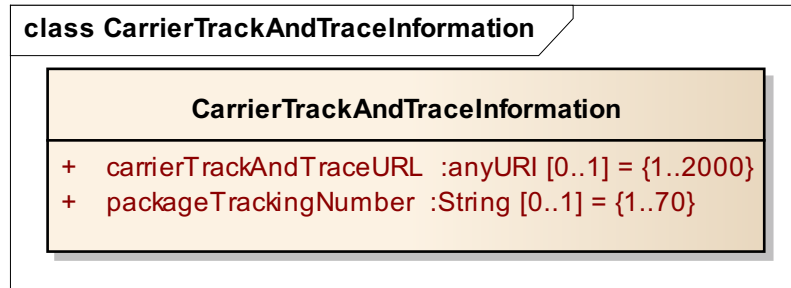 class CarrierTrackAndTraceInformation
CarrierTrackAndTraceInformation
+ carrierTrackAndTraceURL :anyURI [0..1] = {1..2000}
+ packageTrackingNumber :String [0..1] = {1..70}